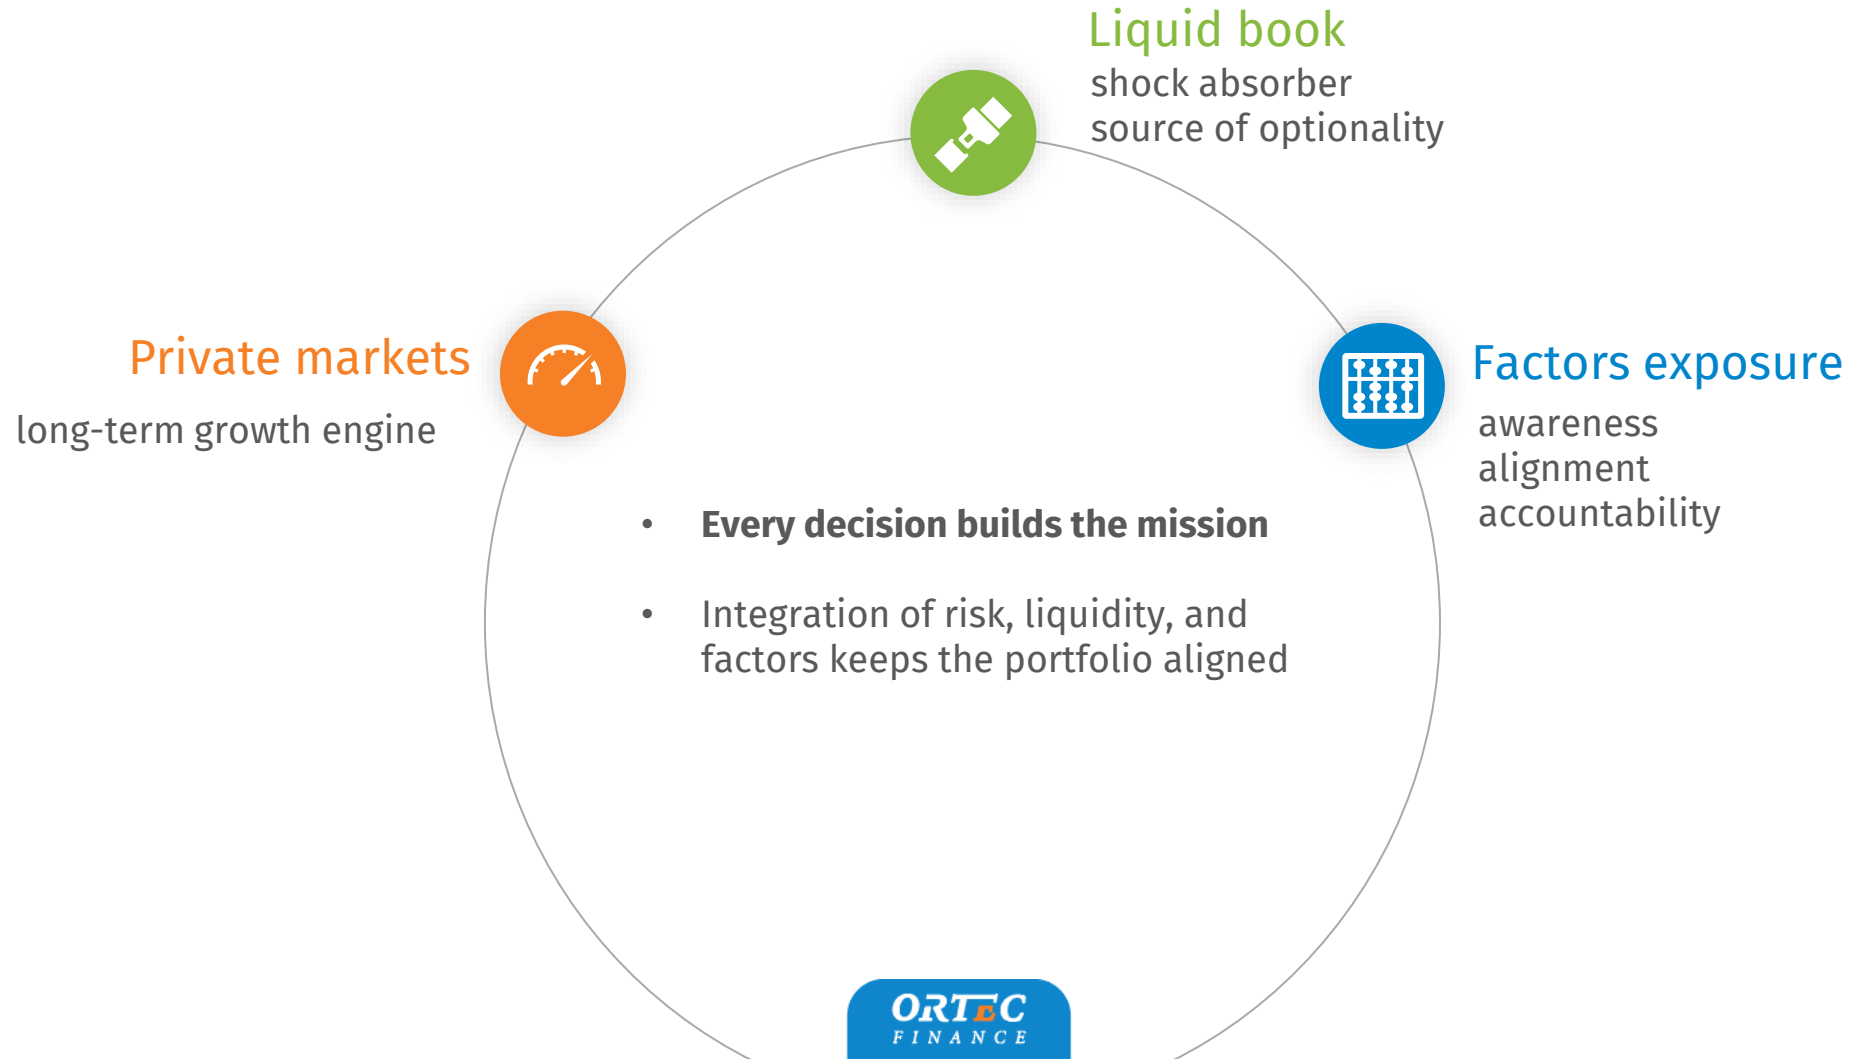 Liquid book
shock absorber
source of optionality
Private markets
long-term growth engine
Factors exposure
awareness
alignment
accountability
• Every decision builds the mission
• Integration of risk, liquidity, and
factors keeps the portfolio aligned
ORTEC
FINANCE